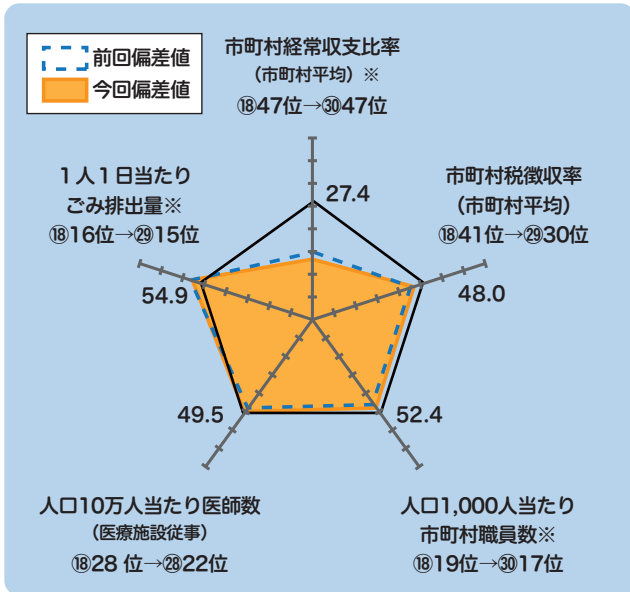 前回偏差値
今回偏差値
市町村経常収支比率
(市町村平均)※
⑱47位→㉚47位
27.4
市町村税徴収率
(市町村平均)
⑱41位→㉙30位
48.0
人口1,000人当たり
市町村職員数※
⑱19位→㉚17位
52.4
人口10万人当たり医師数
(医療施設従事)
⑱28 位→㉘22位
49.5
1人1日当たり
ごみ排出量※
⑱16位→㉙15位
54.9